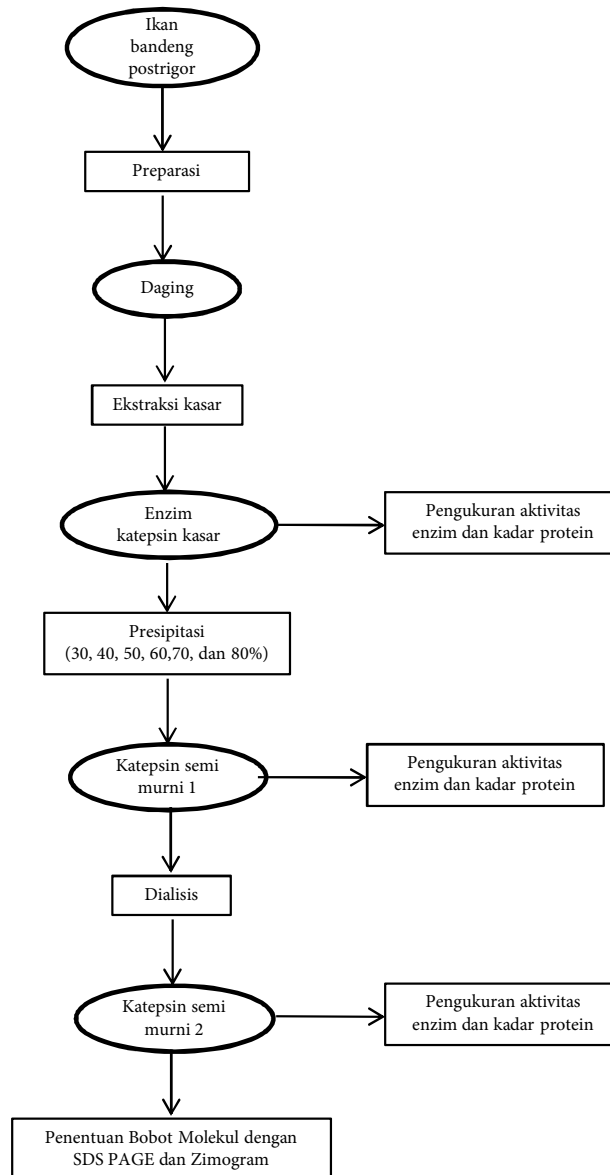 Ikan
bandeng
postrigor
Preparasi
Daging
Ekstraksi kasar
Enzim
katepsin kasar
Pengukuran aktivitas
enzim dan kadar protein
Presipitasi
(30, 40, 50, 60,70, dan 80%)
Katepsin semi
murni 1
Pengukuran aktivitas
enzim dan kadar protein
Dialisis
Katepsin semi
murni 2
Pengukuran aktivitas
enzim dan kadar protein
Penentuan Bobot Molekul dengan
SDS PAGE dan Zimogram